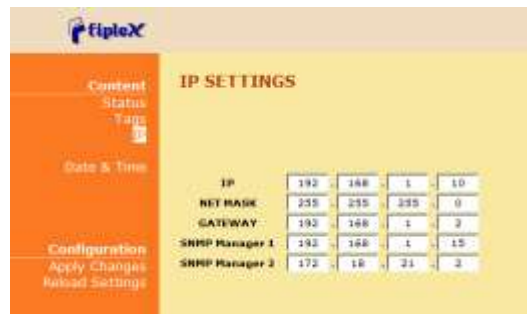 fipleX
Content
Status
Tags
IP
Date & Time
Configuration
Apply Changes
Reload Settings
IP SETTINGS
IP 192 . 168 . 1 . 10
NET MASK 255 . 255 . 255 . 0
GATEWAY 192 . 168 . 1 . 2
SNMP Manager 1 192 . 168 . 1 . 15
SNMP Manager 2 172 . 18 . 21 . 2